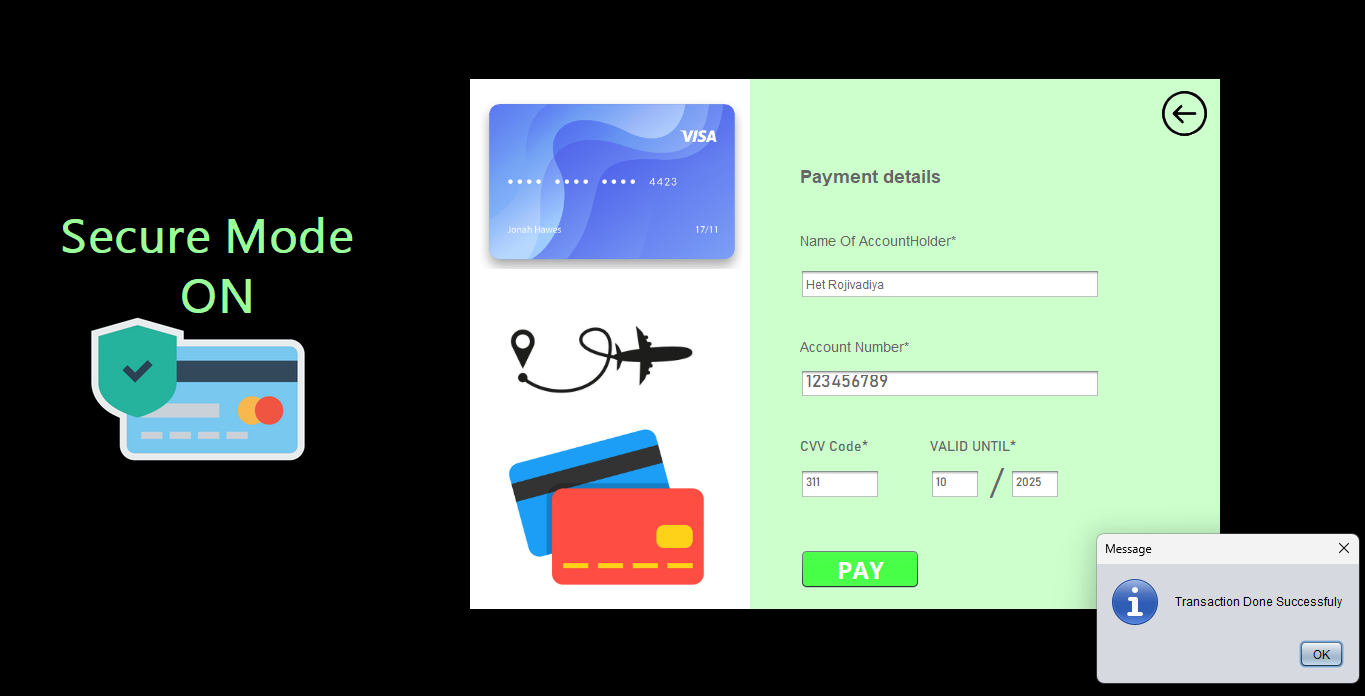 Secure Mode
ON
VISA
•••• •••• •••• 4423
Jonah Hawes 17/11
Payment details
Name Of AccountHolder*
Het Rojivadiya
Account Number*
123456789
CVV Code* VALID UNTIL*
311 10 / 2025
PAY
Message
Transaction Done Successfuly
OK